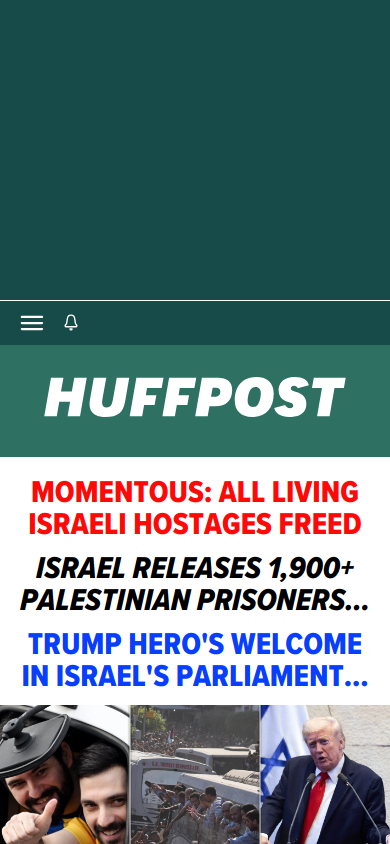 HUFFPOST
MOMENTOUS: ALL LIVING
ISRAELI HOSTAGES FREED
ISRAEL RELEASES 1,900+
PALESTINIAN PRISONERS...
TRUMP HERO'S WELCOME
IN ISRAEL'S PARLIAMENT...